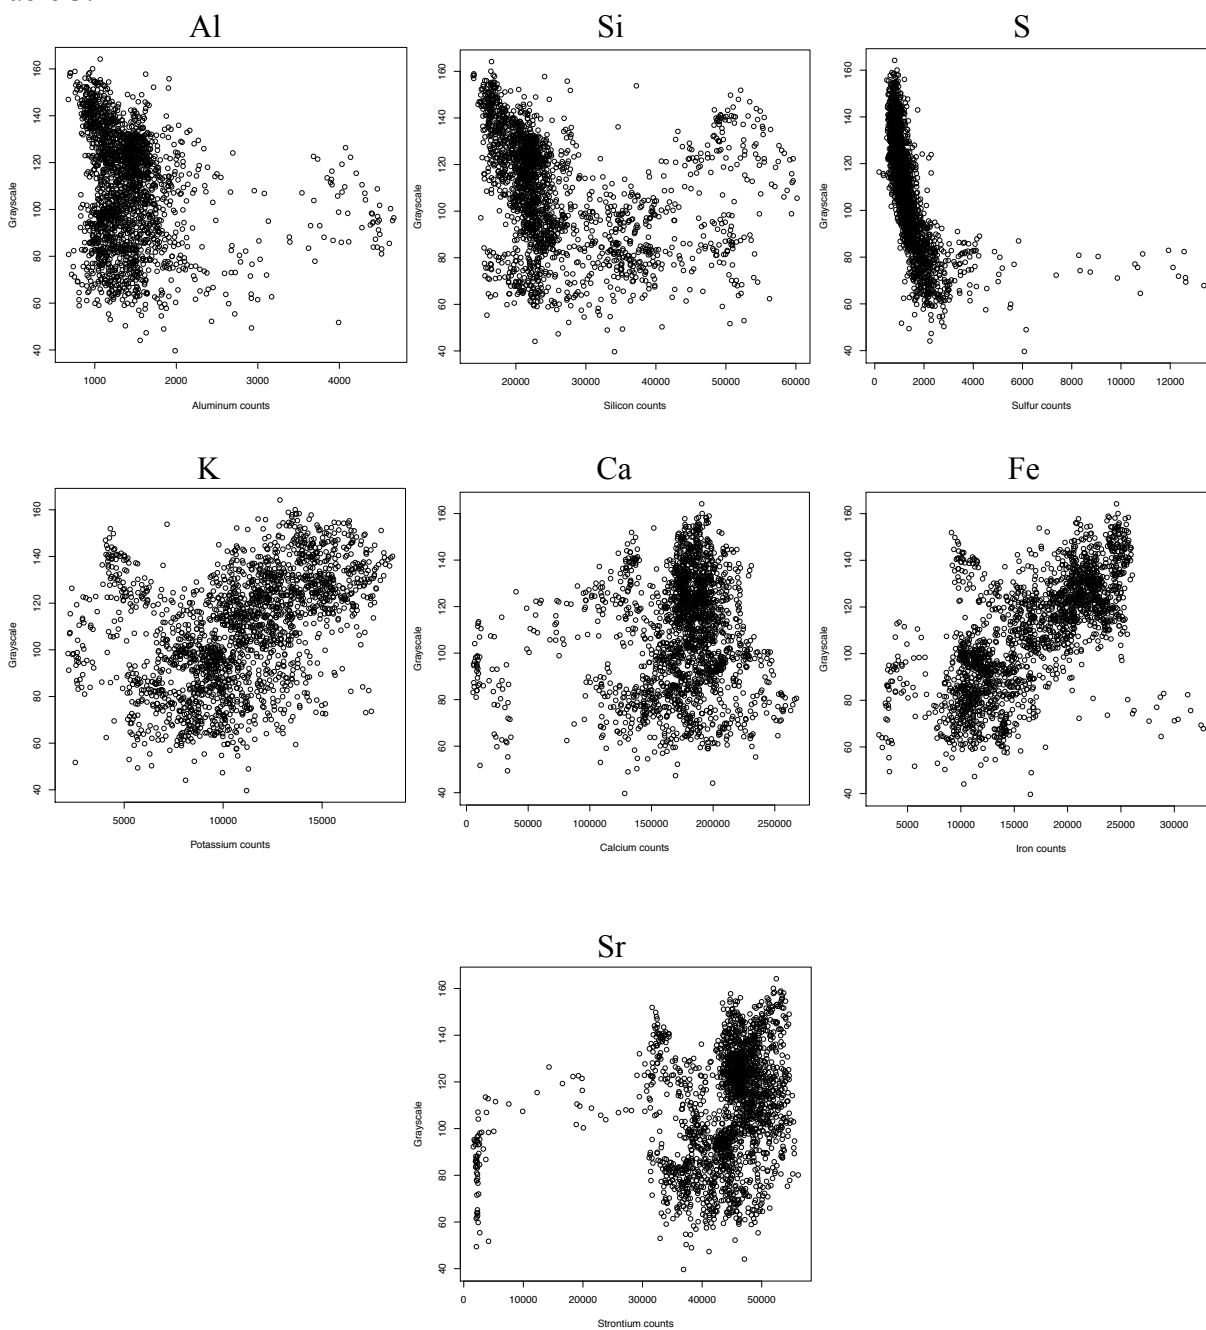 Al Si S
160
140
120
100
80
60
40
Grayscale
1000 2000 3000 4000
Aluminum counts
160
140
120
100
80
60
40
Grayscale
20000 30000 40000 50000 60000
Silicon counts
160
140
120
100
80
60
40
Grayscale
0 2000 4000 6000 8000 10000 12000
Sulfur counts
K Ca Fe
160
140
120
100
80
60
40
Grayscale
5000 10000 15000
Potassium counts
160
140
120
100
80
60
40
Grayscale
0 50000 100000 150000 200000 250000
Calcium counts
160
140
120
100
80
60
40
Grayscale
5000 10000 15000 20000 25000 30000
Iron counts
Sr
160
140
120
100
80
60
40
Grayscale
0 10000 20000 30000 40000 50000
Strontium counts